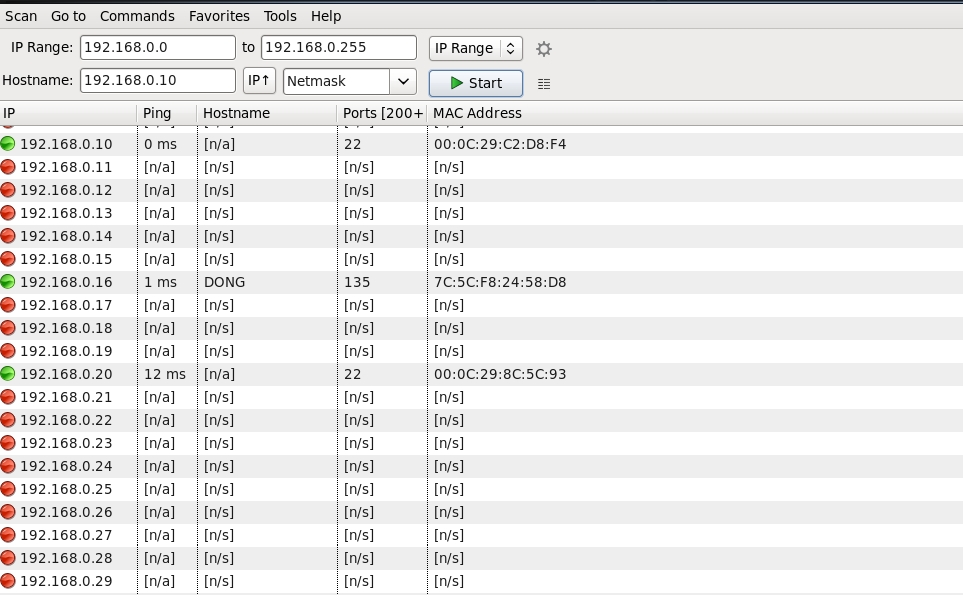 Scan Go to Commands Favorites Tools Help
IP Range: 192.168.0.0 to 192.168.0.255 IP Range
Hostname: 192.168.0.10 IP↑ Netmask Start
IP Ping Hostname Ports [200+ MAC Address
192.168.0.10 0 ms [n/a] 22 00:0C:29:C2:D8:F4
192.168.0.11 [n/a] [n/s] [n/s] [n/s]
192.168.0.12 [n/a] [n/s] [n/s] [n/s]
192.168.0.13 [n/a] [n/s] [n/s] [n/s]
192.168.0.14 [n/a] [n/s] [n/s] [n/s]
192.168.0.15 [n/a] [n/s] [n/s] [n/s]
192.168.0.16 1 ms DONG 135 7C:5C:F8:24:58:D8
192.168.0.17 [n/a] [n/s] [n/s] [n/s]
192.168.0.18 [n/a] [n/s] [n/s] [n/s]
192.168.0.19 [n/a] [n/s] [n/s] [n/s]
192.168.0.20 12 ms [n/a] 22 00:0C:29:8C:5C:93
192.168.0.21 [n/a] [n/s] [n/s] [n/s]
192.168.0.22 [n/a] [n/s] [n/s] [n/s]
192.168.0.23 [n/a] [n/s] [n/s] [n/s]
192.168.0.24 [n/a] [n/s] [n/s] [n/s]
192.168.0.25 [n/a] [n/s] [n/s] [n/s]
192.168.0.26 [n/a] [n/s] [n/s] [n/s]
192.168.0.27 [n/a] [n/s] [n/s] [n/s]
192.168.0.28 [n/a] [n/s] [n/s] [n/s]
192.168.0.29 [n/a] [n/s] [n/s] [n/s]